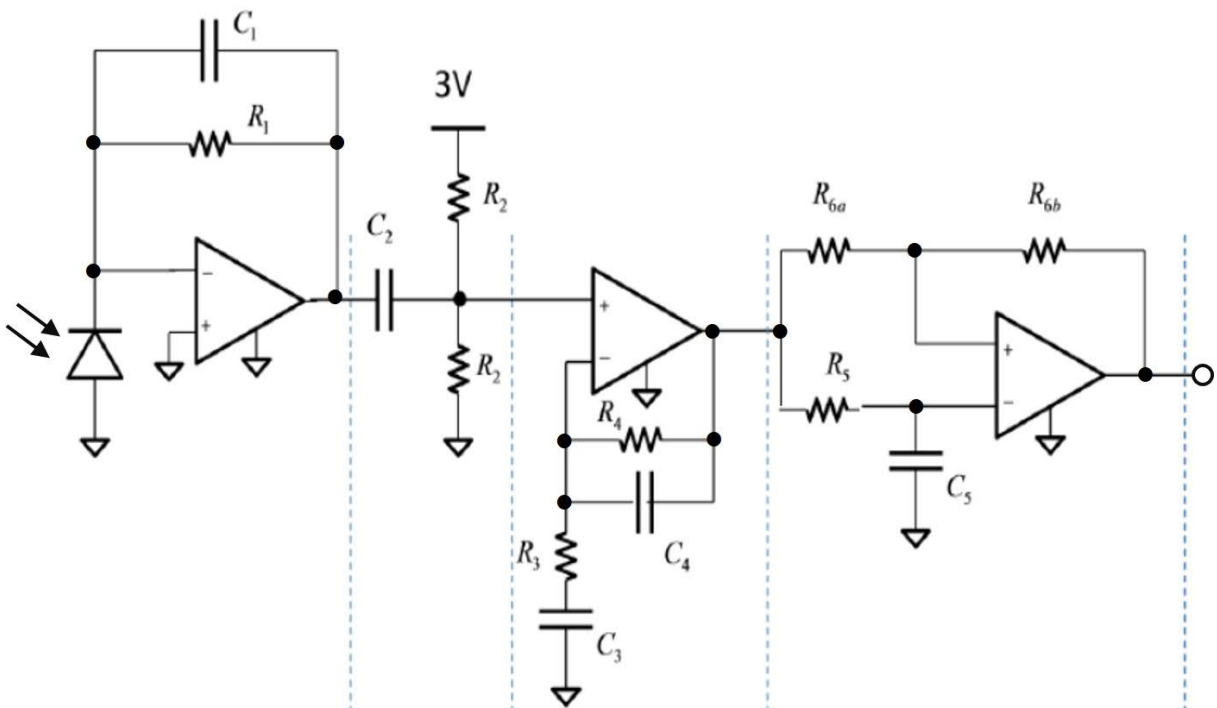 C₁
R₁
3V
R₂
C₂
R₂
R₆ₐ
R₆b
R₅
C₅
R₄
C₄
R₃
C₃
−
+
+
−
+
−